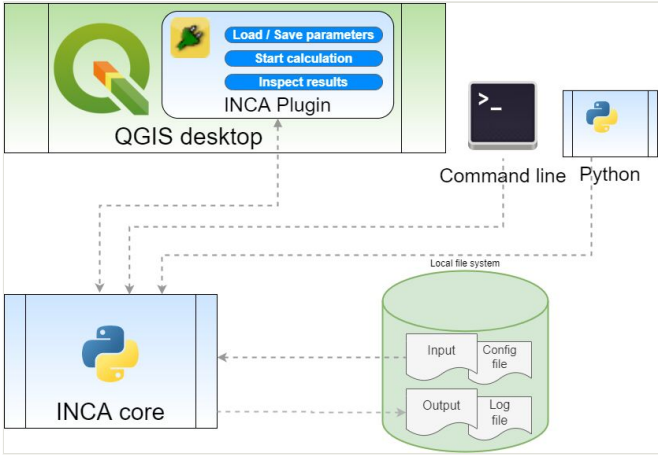 Load / Save parameters
Start calculation
Inspect results
INCA Plugin
QGIS desktop
>_
Command line
Python
Local file system
Input
Config
file
Output
Log
file
INCA core